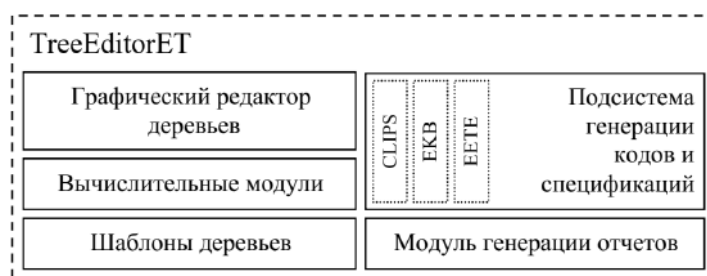 TreeEditorET
Графический редактор
деревьев
Вычислительные модули
Шаблоны деревьев
CLIPS
EKB
EETE
Подсистема
генерации
кодов и
спецификаций
Модуль генерации отчетов